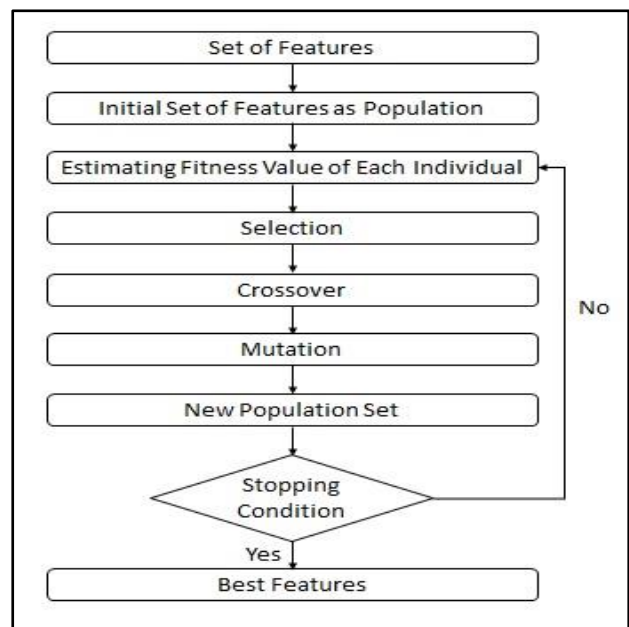 Set of Features
Initial Set of Features as Population
Estimating Fitness Value of Each Individual
Selection
Crossover
No
Mutation
New Population Set
Stopping
Condition
Yes
Best Features